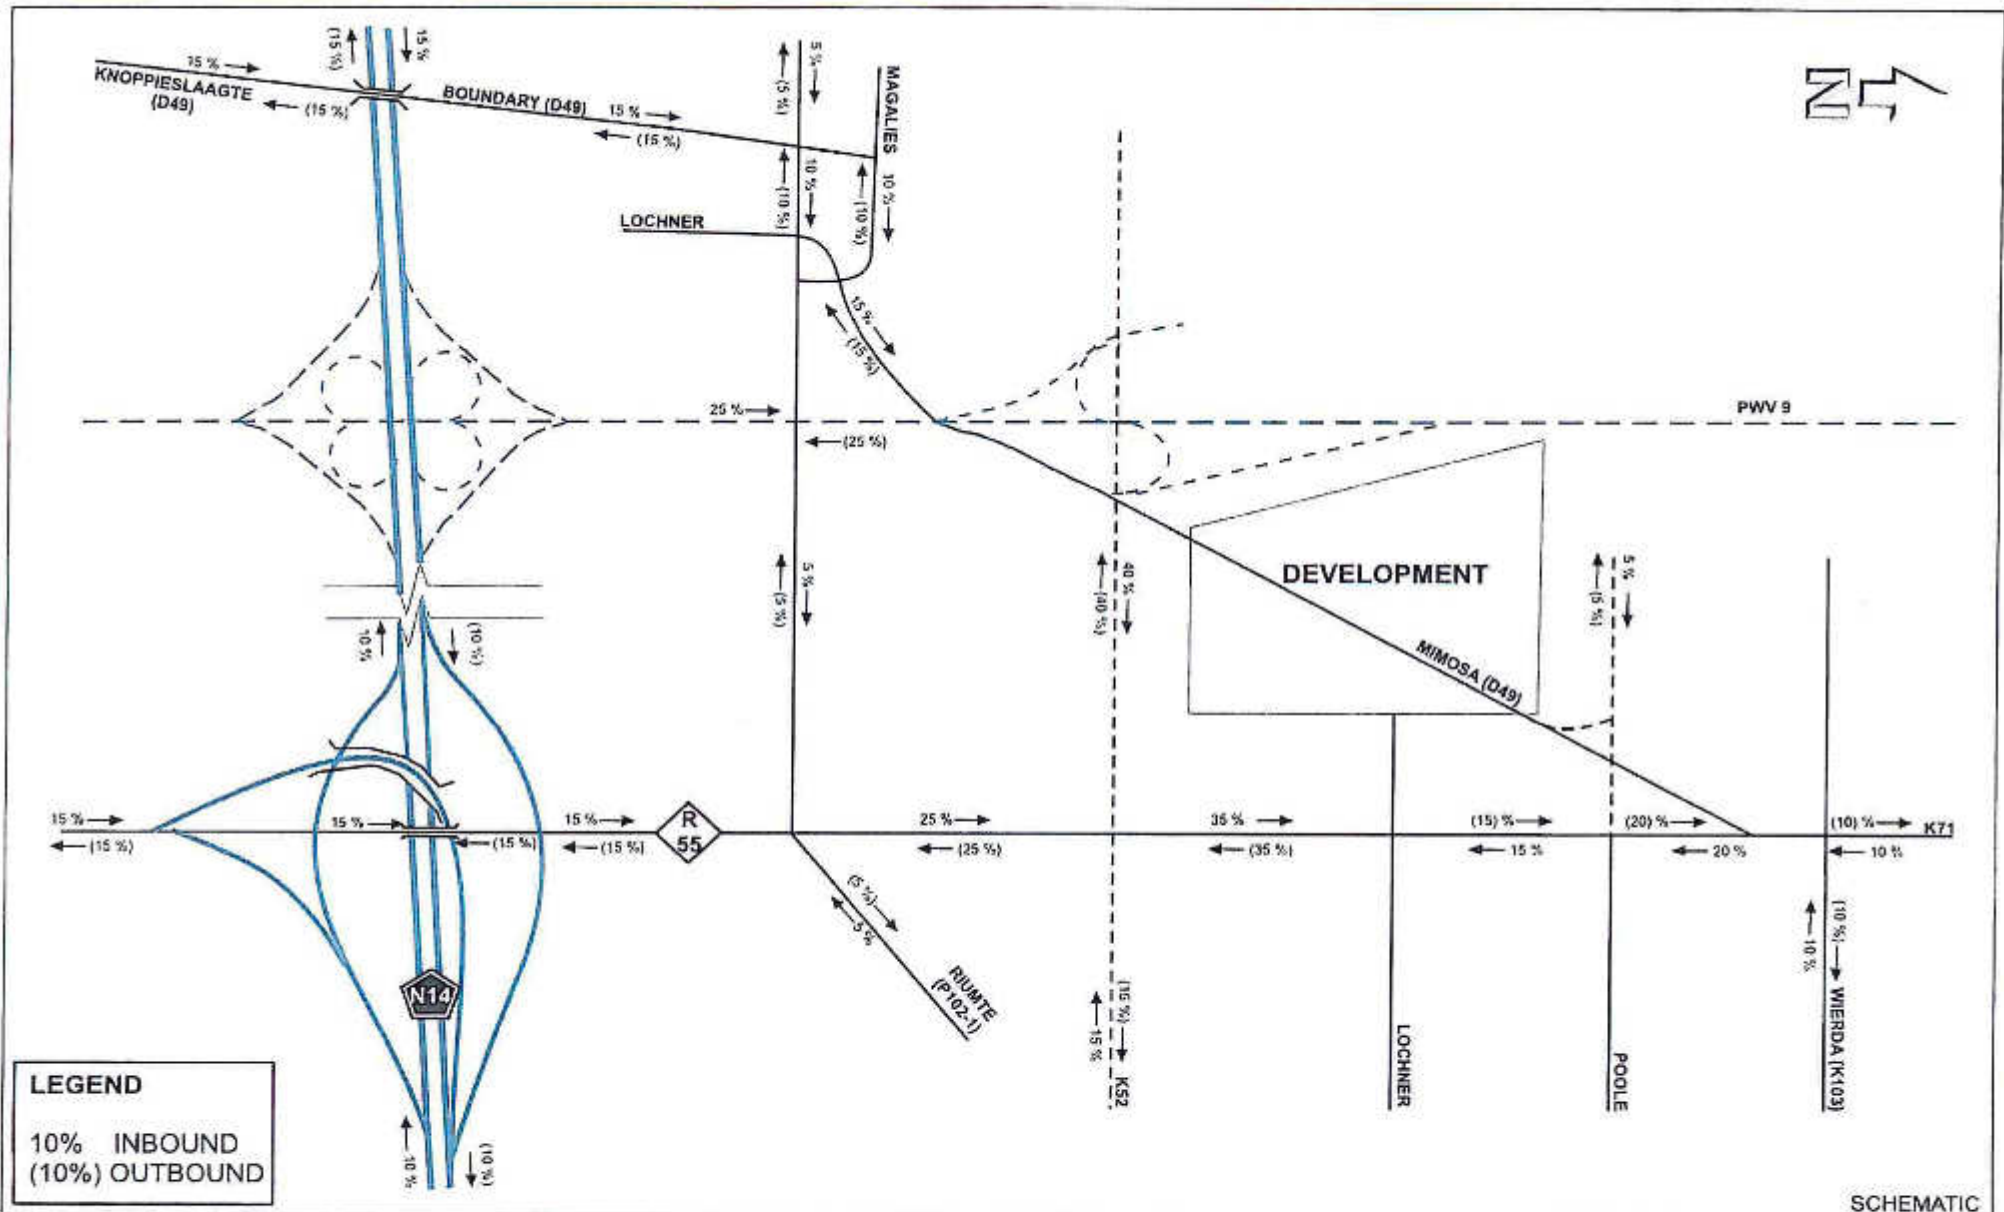 (15 %)
15 %
15 %
KNOPPIESLAAGTE
(D49)
(15 %)
BOUNDARY (D49)
15 %
(15 %)
5 %
(5 %)
MAGALIES
10 %
(10 %)
10 %
(10 %)
N
LOCHNER
15 %
(15 %)
25 %
(25 %)
PWV 9
DEVELOPMENT
MIMOSA (D49)
5 %
(5 %)
40 %
(40 %)
5 %
(5 %)
10 %
(10 %)
15 %
(15 %)
15 %
(15 %)
15 %
(15 %)
R
55
25 %
(25 %)
35 %
(35 %)
(15) %
15 %
(20) %
20 %
(10) %
10 %
K71
(5 %)
5 %
RIUMTE
(P102-1)
(15 %)
15 %
K52
LOCHNER
POOLE
(10 %)
10 %
WIERDA (K103)
N14
10 %
(10 %)
LEGEND
10% INBOUND
(10%) OUTBOUND
SCHEMATIC